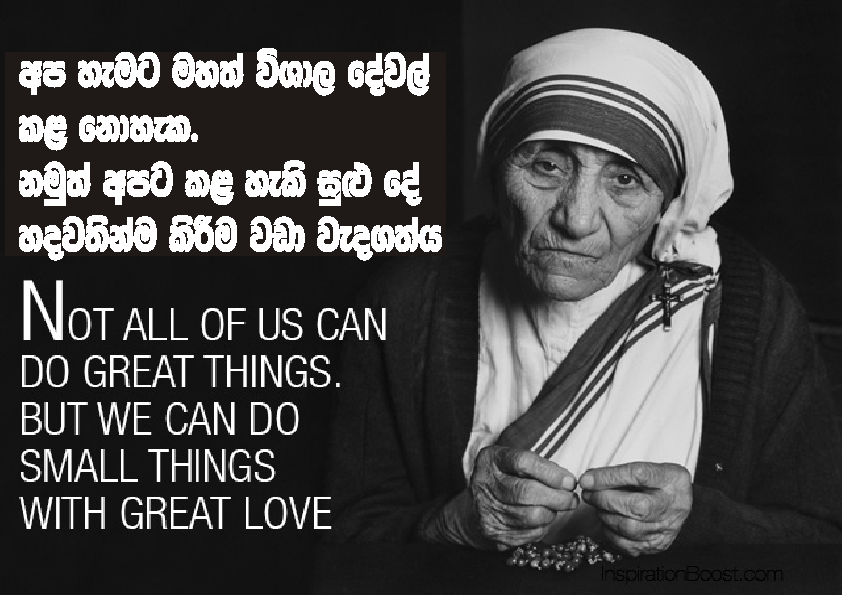 අප හැමට මහත් විශාල දේවල්
කළ නොහැක.
නමුත් අපට කළ හැකි සුළු දේ
හදවතින්ම කිරීම වඩා වැදගත්ය
NOT ALL OF US CAN
DO GREAT THINGS.
BUT WE CAN DO
SMALL THINGS
WITH GREAT LOVE
InspirationBoost.com